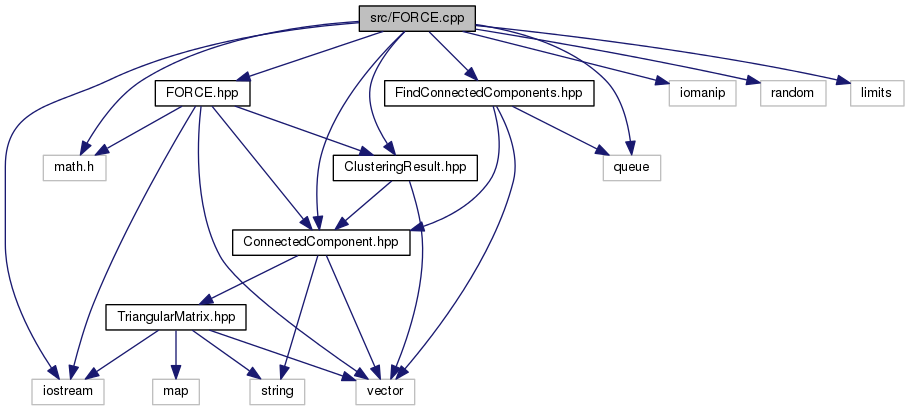 src/FORCE.cpp
FORCE.hpp
FindConnectedComponents.hpp
iomanip
random
limits
math.h
ClusteringResult.hpp
queue
ConnectedComponent.hpp
TriangularMatrix.hpp
iostream
map
string
vector